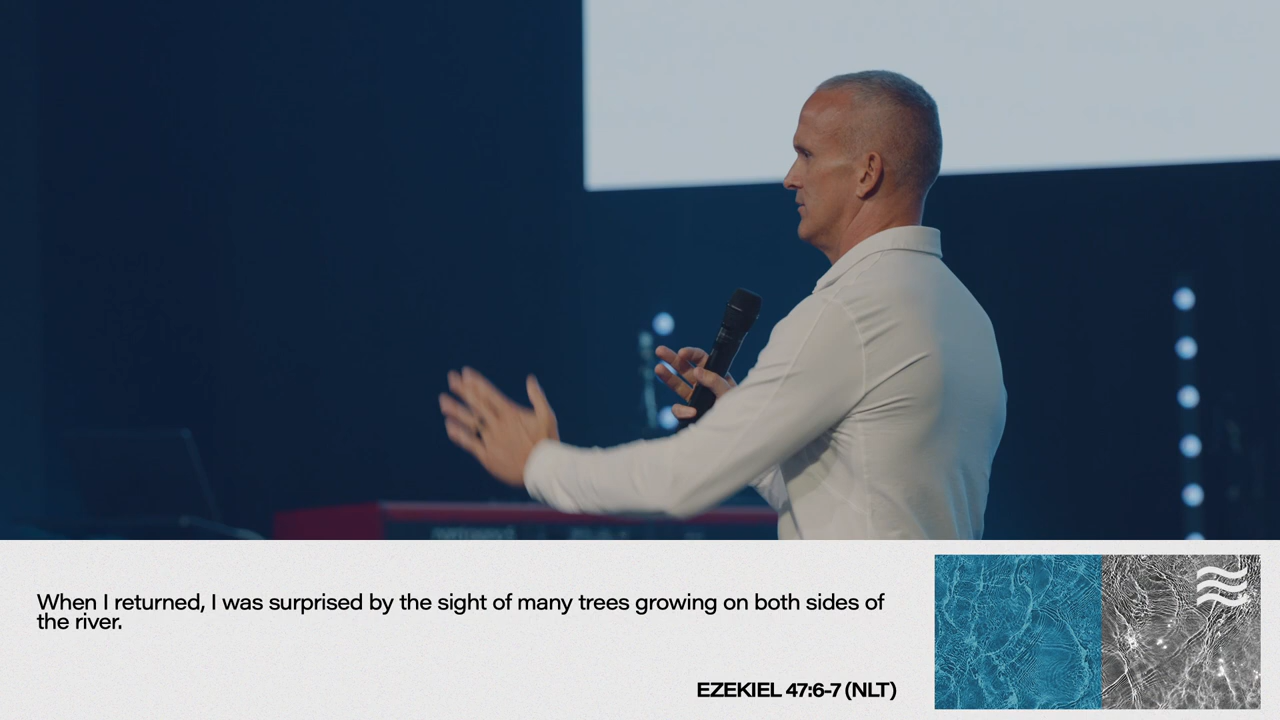 When I returned, I was surprised by the sight of many trees growing on both sides of
the river.
EZEKIEL 47:6-7 (NLT)